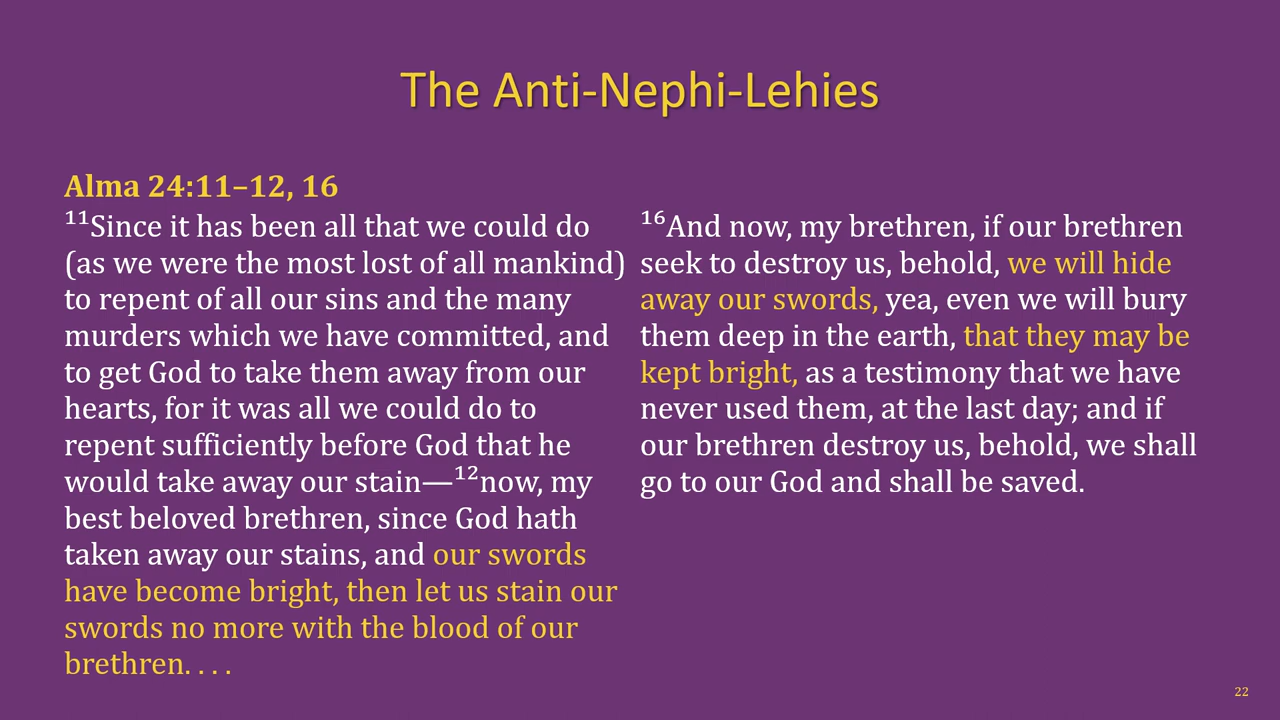 The Anti-Nephi-Lehies
Alma 24:11–12, 16
¹¹Since it has been all that we could do
(as we were the most lost of all mankind)
to repent of all our sins and the many
murders which we have committed, and
to get God to take them away from our
hearts, for it was all we could do to
repent sufficiently before God that he
would take away our stain—¹²now, my
best beloved brethren, since God hath
taken away our stains, and our swords
have become bright, then let us stain our
swords no more with the blood of our
brethren. . . .
¹⁶And now, my brethren, if our brethren
seek to destroy us, behold, we will hide
away our swords, yea, even we will bury
them deep in the earth, that they may be
kept bright, as a testimony that we have
never used them, at the last day; and if
our brethren destroy us, behold, we shall
go to our God and shall be saved.
22